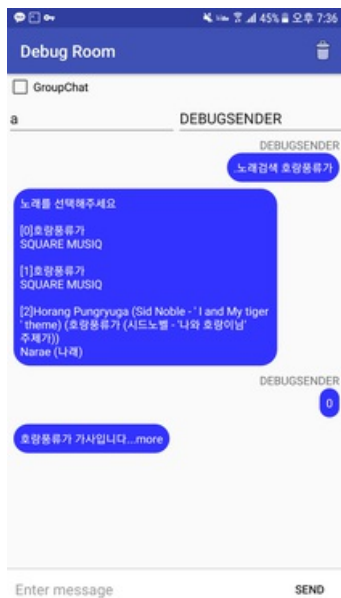 45% 오후 7:36
Debug Room
GroupChat
a
DEBUGSENDER
DEBUGSENDER
노래검색 호랑풍류가
노래를 선택해주세요
[0]호랑풍류가
SQUARE MUSIQ
[1]호랑풍류가
SQUARE MUSIQ
[2]Horang Pungryuga (Sid Noble - ' I and My tiger
' theme) (호랑풍류가 (시드노벨 - '나와 호랑이님'
주제가))
Narae (나래)
DEBUGSENDER
0
호랑풍류가 가사입니다...more
Enter message
SEND